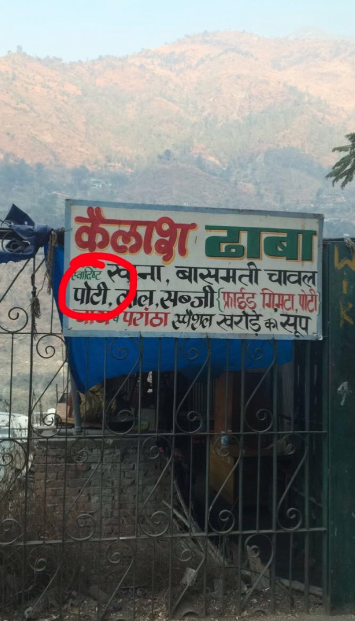 कैलाश ढाबा
स्वादिष्ट खाना, बासमती चावल
पोटी, दाल, सब्जी { फ्राईड गिमटा, पोटी
चाय परांठा स्पैशल खरोड़े का सूप